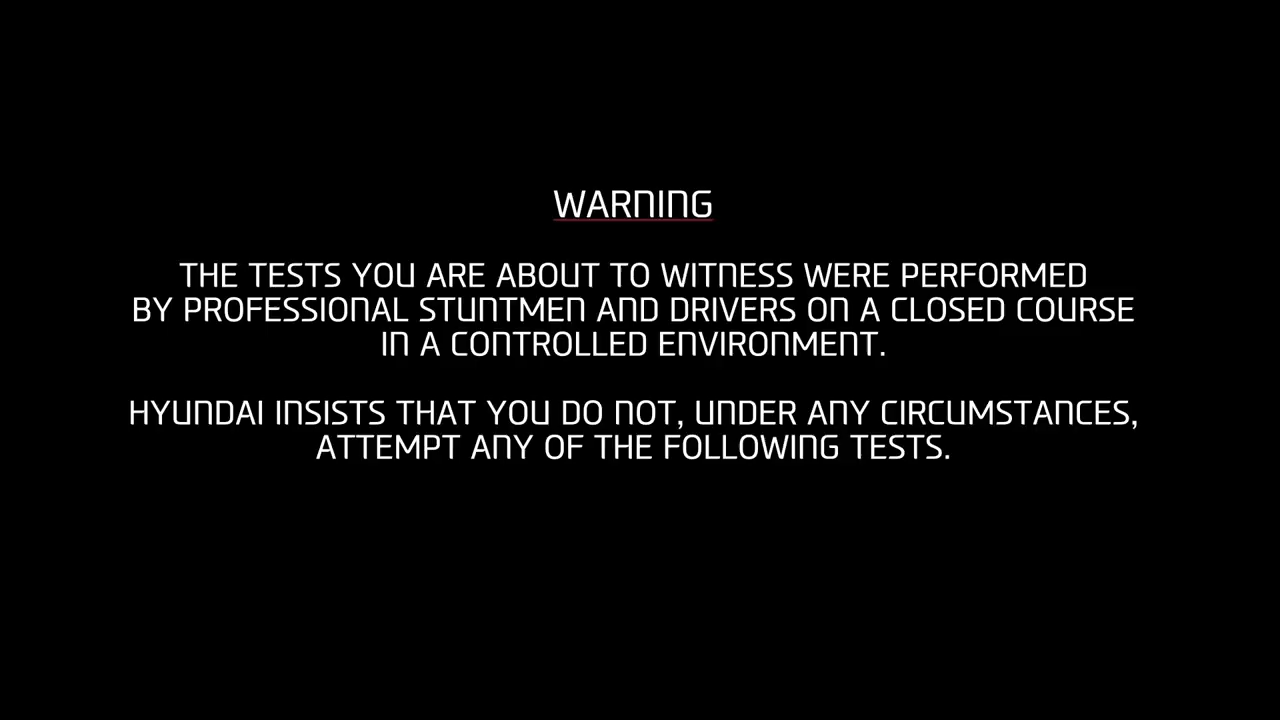 WARNING
THE TESTS YOU ARE ABOUT TO WITNESS WERE PERFORMED
BY PROFESSIONAL STUNTMEN AND DRIVERS ON A CLOSED COURSE
IN A CONTROLLED ENVIRONMENT.
HYUNDAI INSISTS THAT YOU DO NOT, UNDER ANY CIRCUMSTANCES,
ATTEMPT ANY OF THE FOLLOWING TESTS.